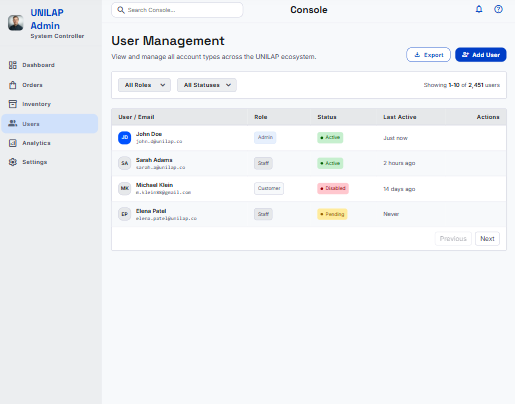 UNILAP
Admin
System Controller
Dashboard
Orders
Inventory
Users
Analytics
Settings
Search Console...
Console
User Management
View and manage all account types across the UNILAP ecosystem.
Export
Add User
All Roles
All Statuses
Showing 1-10 of 2,451 users
User / Email Role Status Last Active Actions
JD John Doe Admin Active Just now
john.d@unilap.co
SA Sarah Adams Staff Active 2 hours ago
sarah.a@unilap.co
MK Michael Klein Customer Disabled 14 days ago
EP Elena Patel Staff Pending Never
elena.patel@unilap.co
Previous Next